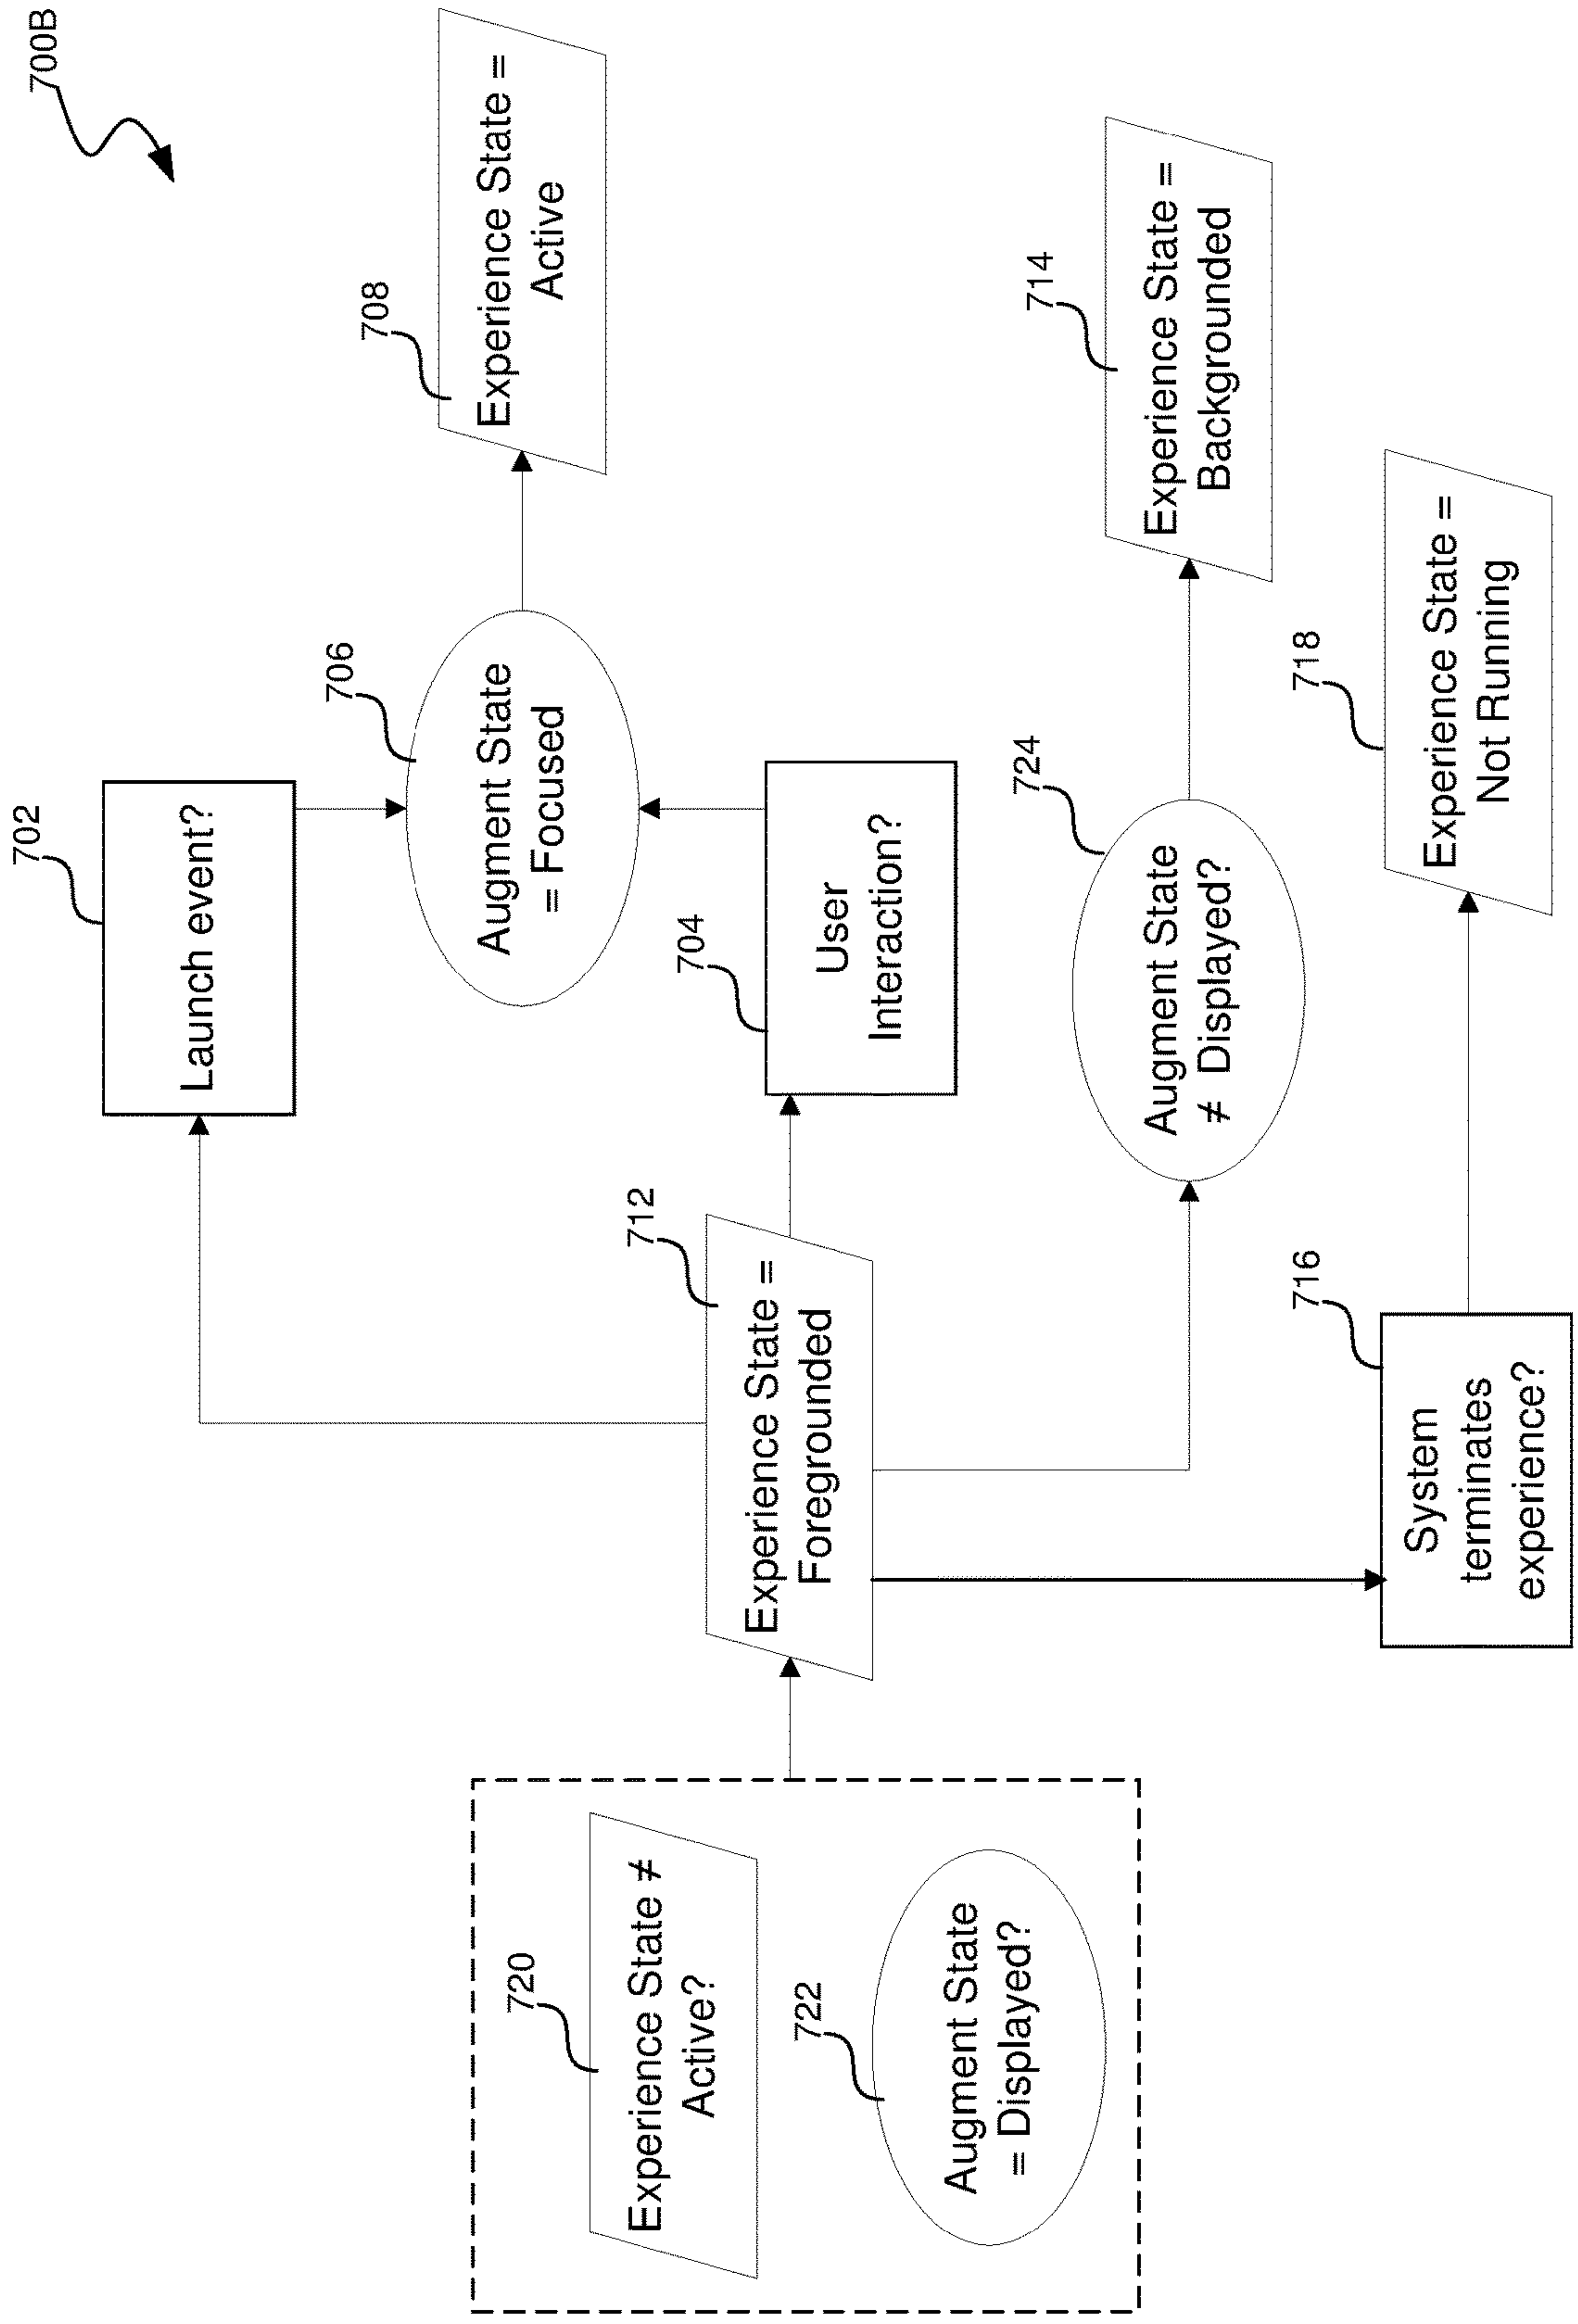 700B
720
Experience State ≠
Active?
722
Augment State
= Displayed?
712
Experience State =
Foregrounded
702
Launch event?
704
User
Interaction?
706
Augment State
= Focused
708
Experience State =
Active
724
Augment State
≠ Displayed?
714
Experience State =
Backgrounded
716
System
terminates
experience?
718
Experience State =
Not Running